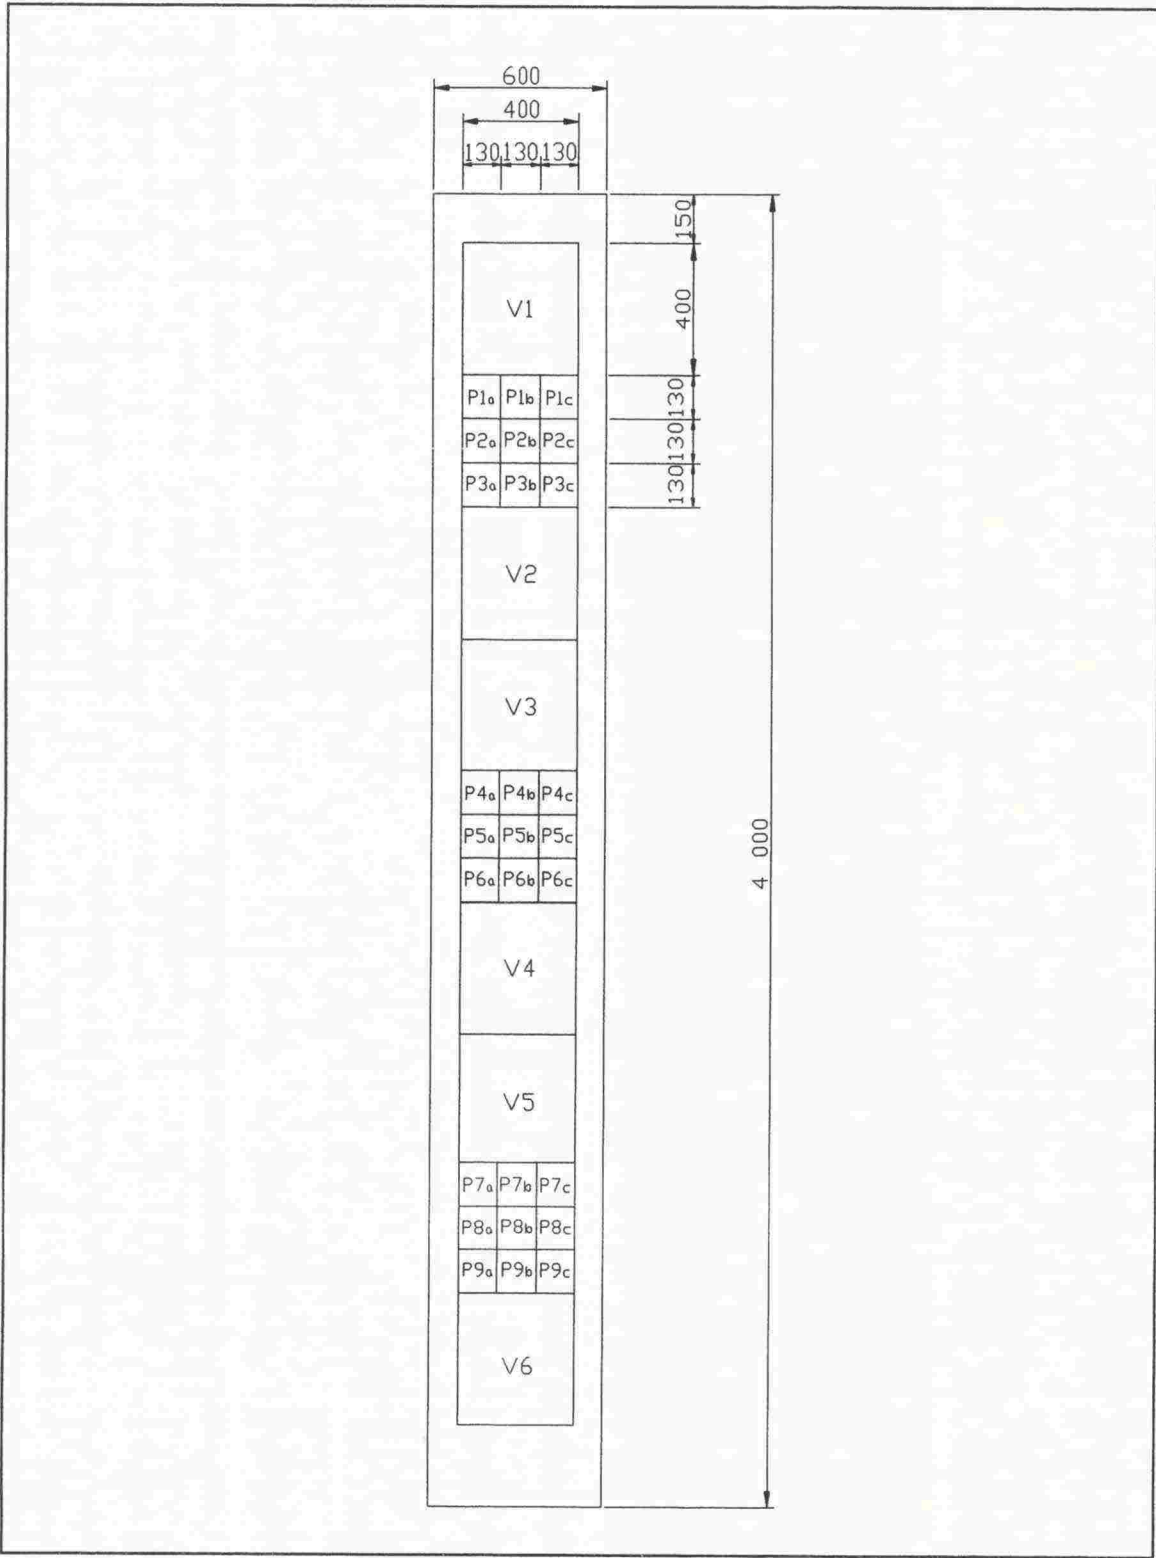 600
400
130 130 130
150
V1
400
P1a P1b P1c
130
P2a P2b P2c
130
P3a P3b P3c
130
V2
V3
P4a P4b P4c
P5a P5b P5c
4 000
P6a P6b P6c
V4
V5
P7a P7b P7c
P8a P8b P8c
P9a P9b P9c
V6